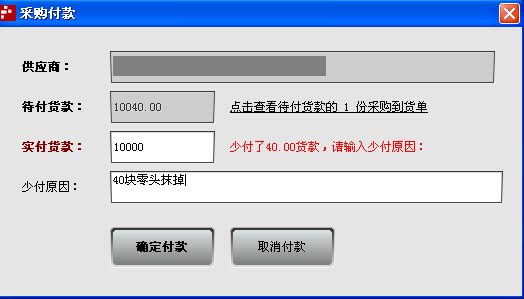 采购付款
供应商：
待付货款： 10040.00 点击查看待付货款的 1 份采购到货单
实付货款： 10000 少付了40.00货款，请输入少付原因：
少付原因： 40块零头抹掉
确定付款 取消付款